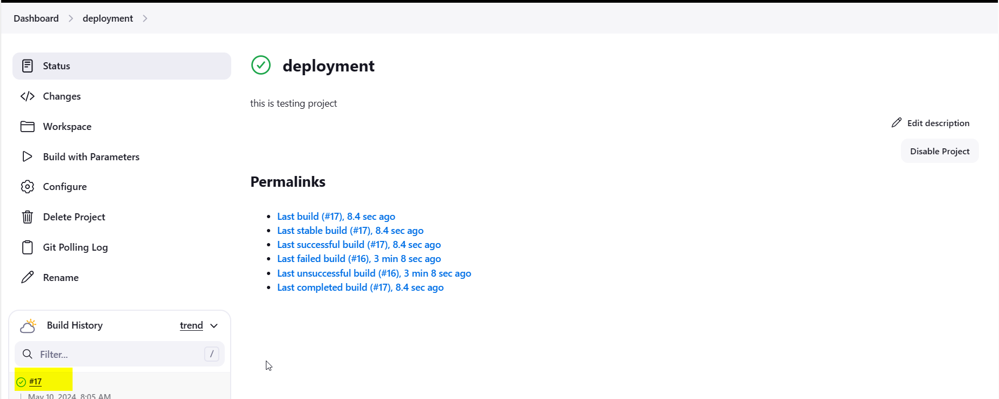 Dashboard > deployment >
Status
Changes
Workspace
Build with Parameters
Configure
Delete Project
Git Polling Log
Rename
Build History trend
Filter... /
#17
May 10, 2024, 8:05 AM
deployment
this is testing project
Edit description
Disable Project
Permalinks
Last build (#17), 8.4 sec ago
Last stable build (#17), 8.4 sec ago
Last successful build (#17), 8.4 sec ago
Last failed build (#16), 3 min 8 sec ago
Last unsuccessful build (#16), 3 min 8 sec ago
Last completed build (#17), 8.4 sec ago